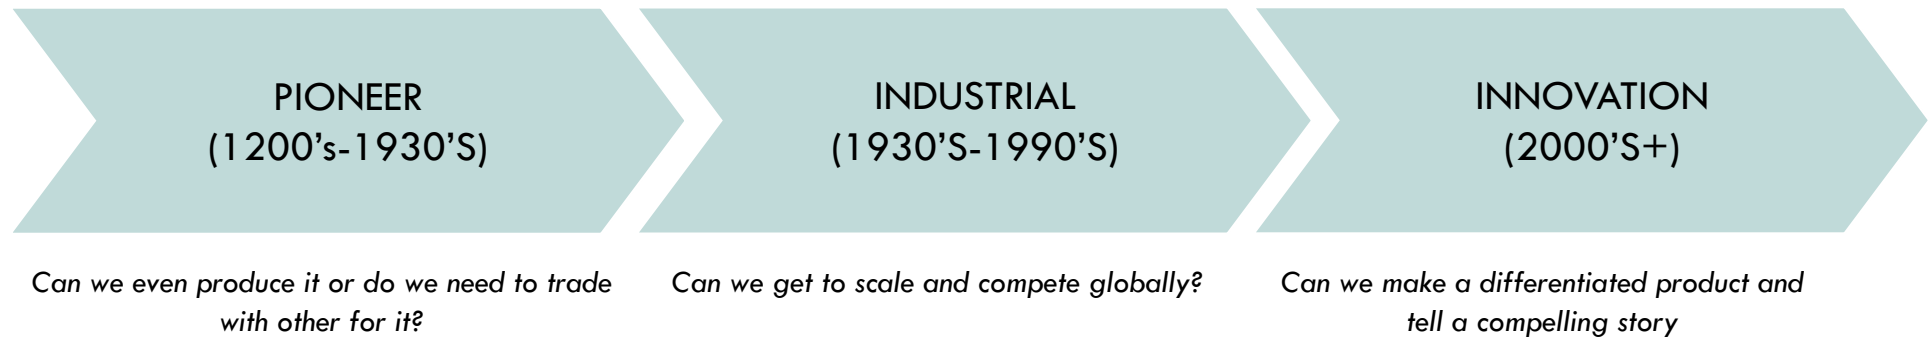 PIONEER
(1200’s-1930’S)
Can we even produce it or do we need to trade
with other for it?
INDUSTRIAL
(1930’S-1990’S)
Can we get to scale and compete globally?
INNOVATION
(2000’S+)
Can we make a differentiated product and
tell a compelling story